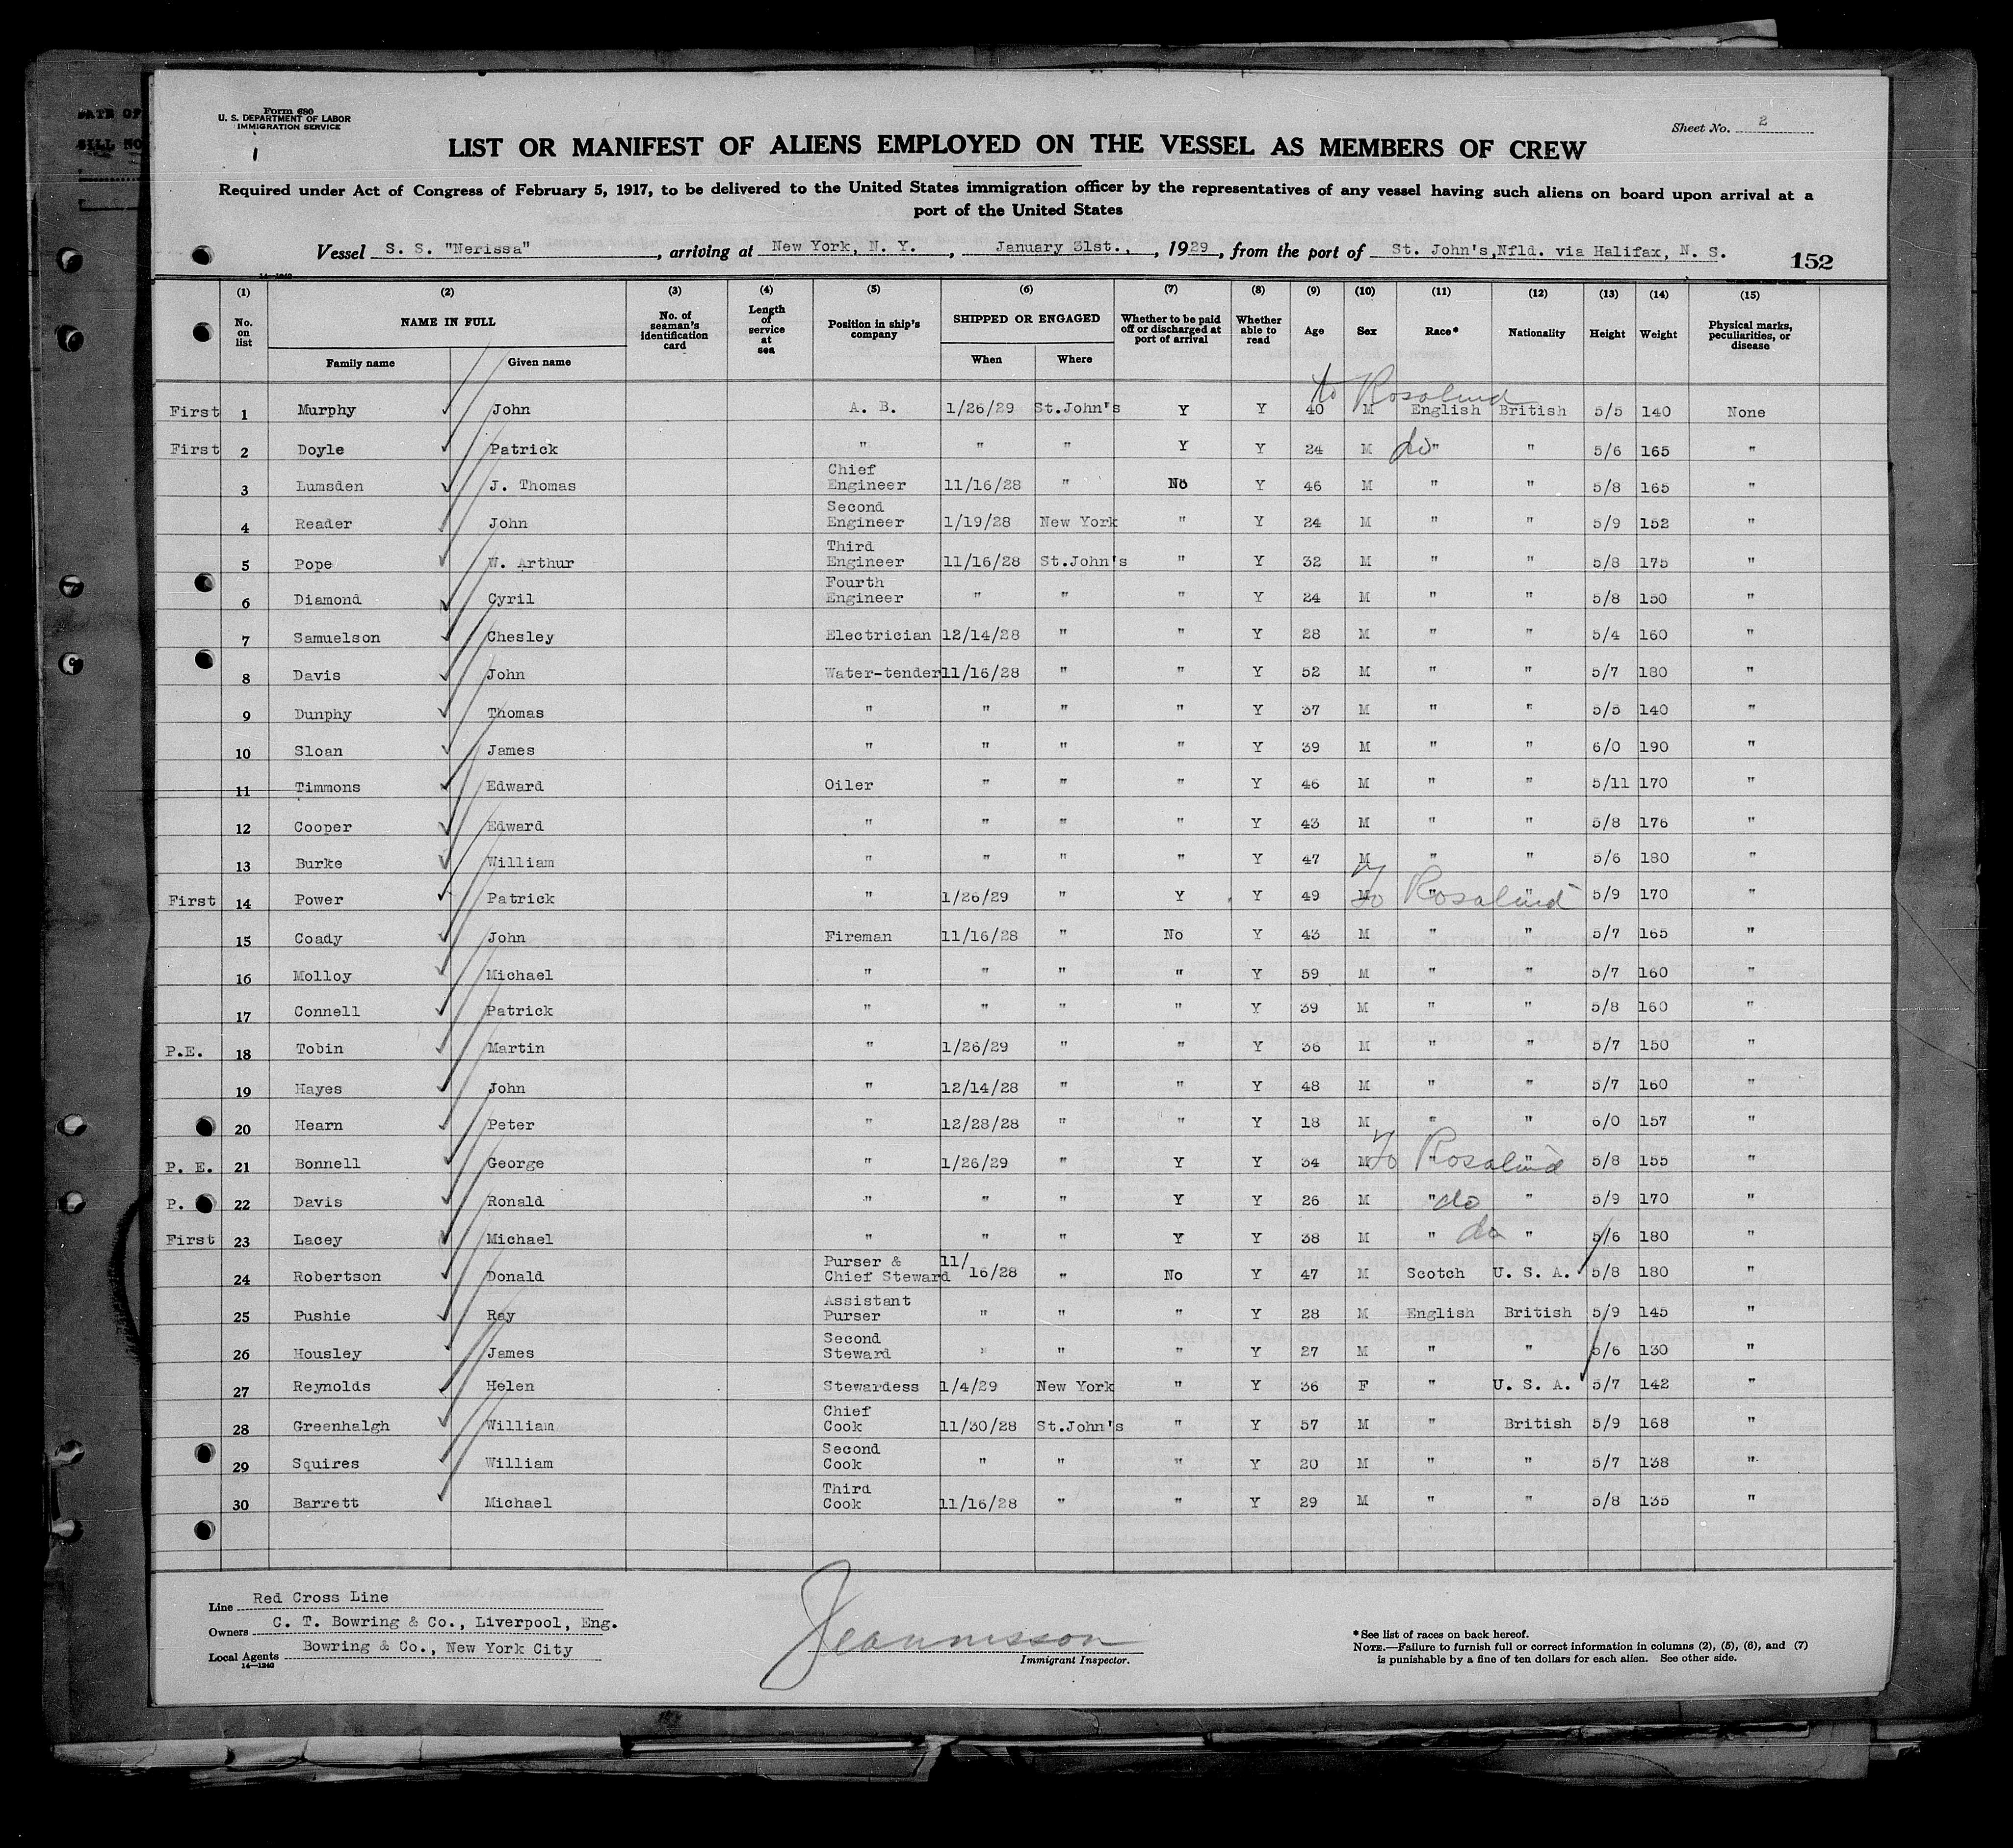 DATE OF
Form 680
U. S. DEPARTMENT OF LABOR
IMMIGRATION SERVICE
Sheet No. 2
LIST OR MANIFEST OF ALIENS EMPLOYED ON THE VESSEL AS MEMBERS OF CREW
Required under Act of Congress of February 5, 1917, to be delivered to the United States immigration officer by the representatives of any vessel having such aliens on board upon arrival at a
port of the United States
Vessel S. S. "Nerissa", arriving at New York, N. Y., January 31st., , 1929, from the port of St. John's,Nfld. via Halifax, N. S. 152
14—1240
(1) (2) (3) (4) (5) (6) (7) (8) (9) (10) (11) (12) (13) (14) (15)
No. on list NAME IN FULL No. of seaman's identification card Length of service at sea Position in ship's company SHIPPED OR ENGAGED Whether to be paid off or discharged at port of arrival Whether able to read Age Sex Race* Nationality Height Weight Physical marks, peculiarities, or disease
Family name Given name When Where
to Rosalind
First 1 Murphy John A. B. 1/26/29 St.John's Y Y 40 M English British 5/5 140 None
First 2 Doyle Patrick " " " Y Y 24 M do " " 5/6 165 "
3 Lumsden J. Thomas Chief Engineer 11/16/28 " No Y 46 M " " 5/8 165 "
4 Reader John Second Engineer 1/19/28 New York " Y 24 M " " 5/9 152 "
5 Pope W. Arthur Third Engineer 11/16/28 St.John's " Y 32 M " " 5/8 175 "
6 Diamond Cyril Fourth Engineer " " " Y 24 M " " 5/8 150 "
7 Samuelson Chesley Electrician 12/14/28 " " Y 28 M " " 5/4 160 "
8 Davis John Water-tender 11/16/28 " " Y 52 M " " 5/7 180 "
9 Dunphy Thomas " " " " Y 37 M " " 5/5 140 "
10 Sloan James " " " " Y 39 M " " 6/0 190 "
11 Timmons Edward Oiler " " " Y 46 M " " 5/11 170 "
12 Cooper Edward " " " " Y 43 M " " 5/8 176 "
13 Burke William " " " " Y 47 M " " 5/6 180 "
First 14 Power Patrick " 1/26/29 " Y Y 49 M To Rosalind " " 5/9 170 "
15 Coady John Fireman 11/16/28 " No Y 43 M " " 5/7 165 "
16 Molloy Michael " " " " Y 59 M " " 5/7 160 "
17 Connell Patrick " " " " Y 39 M " " 5/8 160 "
P.E. 18 Tobin Martin " 1/26/29 " " Y 36 M " " 5/7 150 "
19 Hayes John " 12/14/28 " " Y 48 M " " 5/7 160 "
20 Hearn Peter " 12/28/28 " " Y 18 M " " 6/0 157 "
P. E. 21 Bonnell George " 1/26/29 " Y Y 34 M To Rosalind " " 5/8 155 "
P. 22 Davis Ronald " " " Y Y 26 M " do " 5/9 170 "
First 23 Lacey Michael " " " Y Y 38 M " do " 5/6 180 "
24 Robertson Donald Purser & Chief Steward 11/16/28 " No Y 47 M Scotch U. S. A. 5/8 180 "
25 Pushie Ray Assistant Purser " " " Y 28 M English British 5/9 145 "
26 Housley James Second Steward " " " Y 27 M " " 5/6 130 "
27 Reynolds Helen Stewardess 1/4/29 New York " Y 36 F " U. S. A. 5/7 142 "
28 Greenhalgh William Chief Cook 11/30/28 St.John's " Y 57 M " British 5/9 168 "
29 Squires William Second Cook " " " Y 20 M " " 5/7 138 "
30 Barrett Michael Third Cook 11/16/28 " " Y 29 M " " 5/8 135 "
Line Red Cross Line
Owners C. T. Bowring & Co., Liverpool, Eng.
Local Agents Bowring & Co., New York City
14—1240
Immigrant Inspector.
*See list of races on back hereof.
NOTE.—Failure to furnish full or correct information in columns (2), (5), (6), and (7)
is punishable by a fine of ten dollars for each alien. See other side.